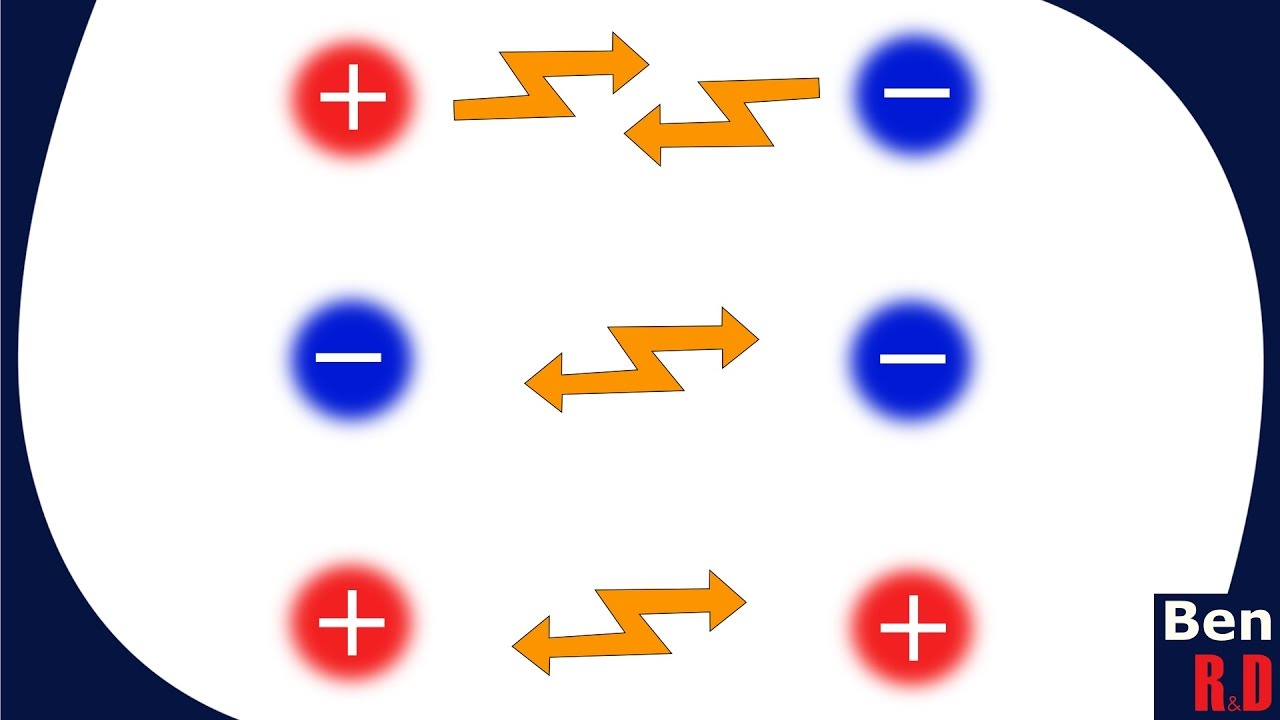 + −
− −
+ +
Ben
R&D